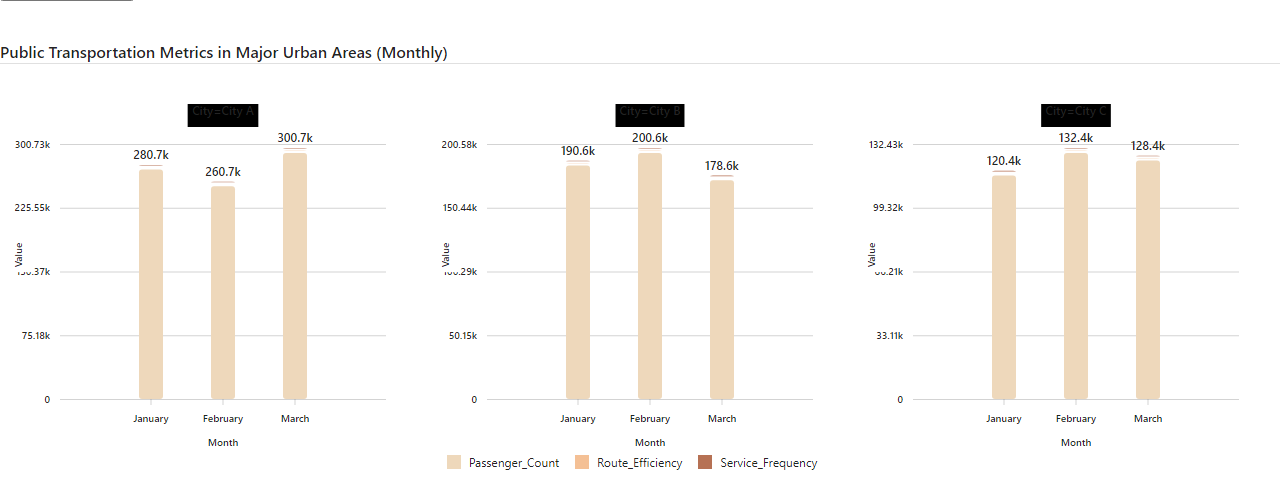 Public Transportation Metrics in Major Urban Areas (Monthly)
City=City A
City=City B
City=City C
300.73k
225.55k
75.18k
0
Value
280.7k
260.7k
300.7k
January
February
March
Month
200.58k
150.44k
50.15k
0
Value
190.6k
200.6k
178.6k
January
February
March
Month
132.43k
99.32k
33.11k
0
Value
120.4k
132.4k
128.4k
January
February
March
Month
Passenger_Count
Route_Efficiency
Service_Frequency